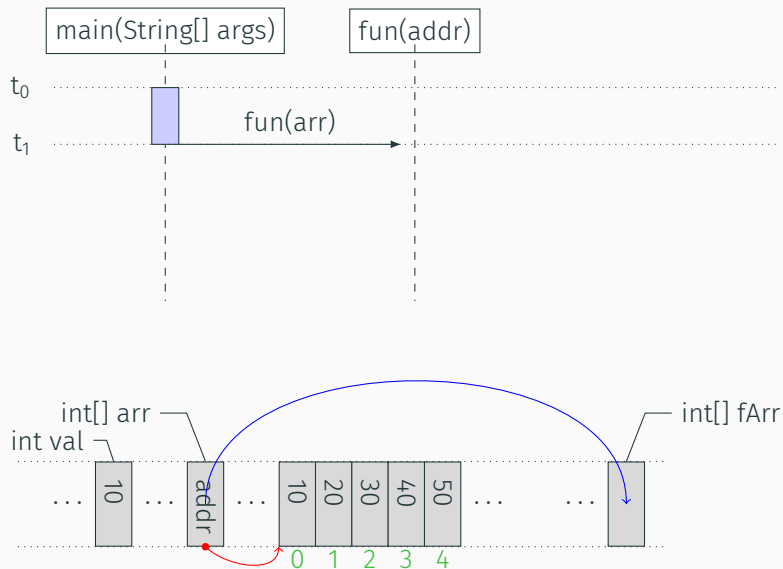 main(String[] args)
fun(addr)
t0
fun(arr)
t1
int[] arr
int[] fArr
int val
... 10 ... addr ... 10 20 30 40 50 ... ...
0 1 2 3 4